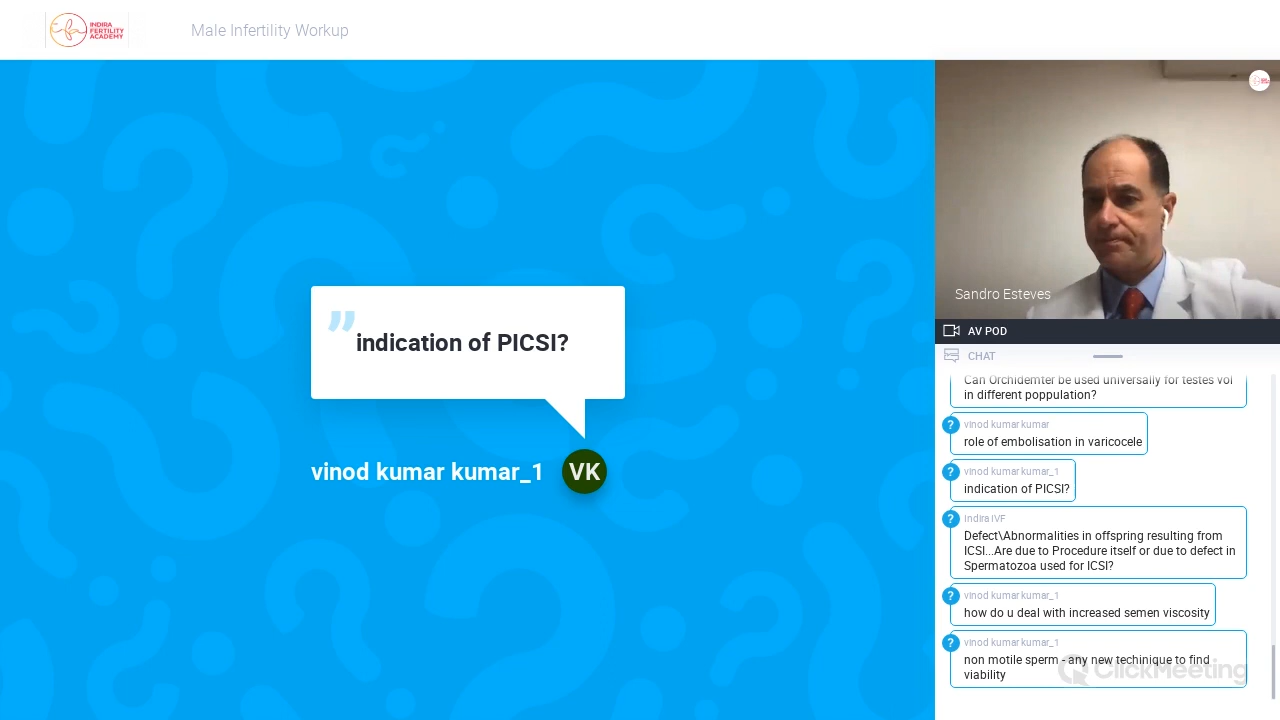 INDIRA
FERTILITY
ACADEMY
Male Infertility Workup
"
indication of PICSI?
vinod kumar kumar_1
VK
Sandro Esteves
AV POD
CHAT
Can Orchidemter be used universally for testes vol
in different poppulation?
?
vinod kumar kumar
role of embolisation in varicocele
?
vinod kumar kumar_1
indication of PICSI?
?
Indira IVF
Defect\Abnormalities in offspring resulting from
ICSI...Are due to Procedure itself or due to defect in
Spermatozoa used for ICSI?
?
vinod kumar kumar_1
how do u deal with increased semen viscosity
?
vinod kumar kumar_1
non motile sperm - any new techinique to find
viability
ClickMeeting